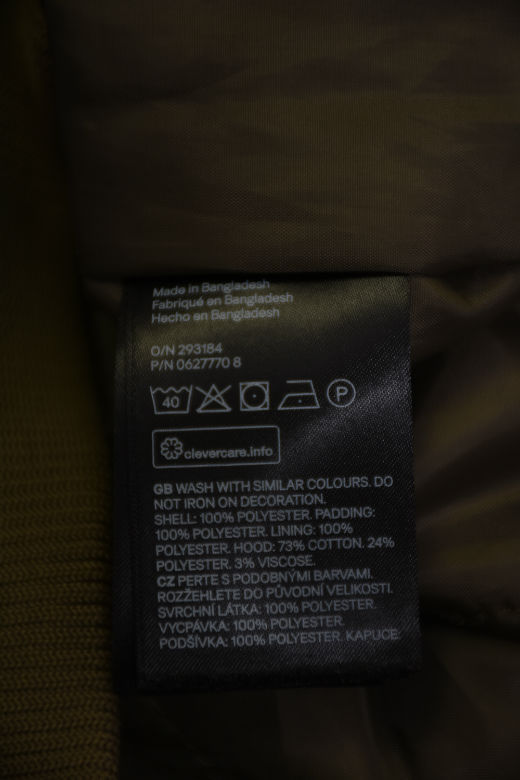 Made in Bangladesh
Fabriqué en Bangladesh
Hecho en Bangladesh
O/N 293184
P/N 0627770 8
40 P
clevercare.info
GB WASH WITH SIMILAR COLOURS. DO
NOT IRON ON DECORATION.
SHELL: 100% POLYESTER. PADDING:
100% POLYESTER. LINING: 100%
POLYESTER. HOOD: 73% COTTON. 24%
POLYESTER. 3% VISCOSE.
CZ PERTE S PODOBNÝMI BARVAMI.
ROZŽEHLETE DO PŮVODNÍ VELIKOSTI.
SVRCHNÍ LÁTKA: 100% POLYESTER.
VYCPÁVKA: 100% POLYESTER.
PODŠÍVKA: 100% POLYESTER. KAPUCE: